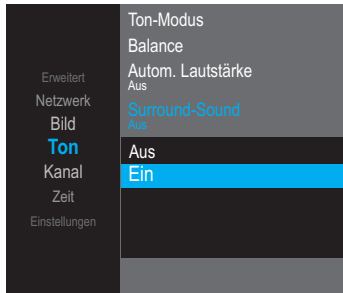 Erweitert
Netzwerk
Bild
Ton
Kanal
Zeit
Einstellungen
Ton-Modus
Balance
Autom. Lautstärke
Aus
Surround-Sound
Aus
Aus
Ein